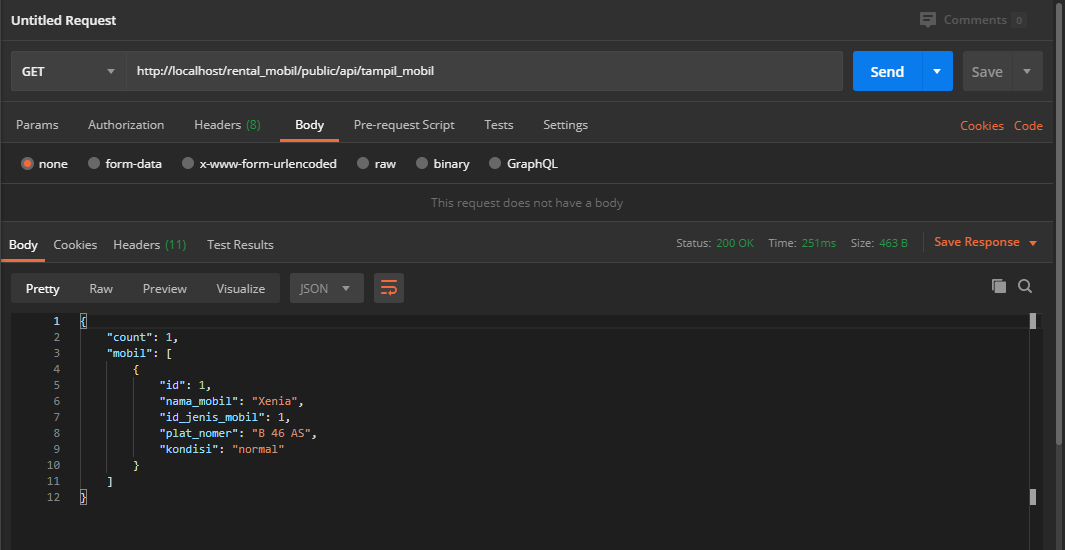 Untitled Request
Comments 0
GET http://localhost/rental_mobil/public/api/tampil_mobil Send Save
Params Authorization Headers (8) Body Pre-request Script Tests Settings Cookies Code
none form-data x-www-form-urlencoded raw binary GraphQL
This request does not have a body
Body Cookies Headers (11) Test Results Status: 200 OK Time: 251ms Size: 463 B Save Response
Pretty Raw Preview Visualize JSON
1 {
2 "count": 1,
3 "mobil": [
4 {
5 "id": 1,
6 "nama_mobil": "Xenia",
7 "id_jenis_mobil": 1,
8 "plat_nomer": "B 46 AS",
9 "kondisi": "normal"
10 }
11 ]
12 }